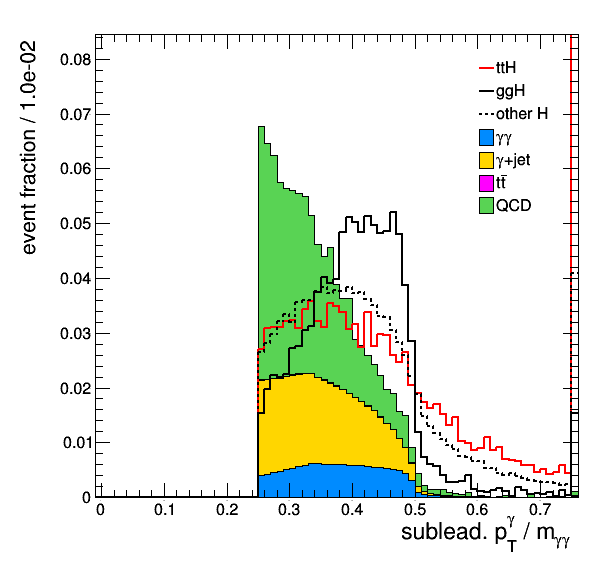 event fraction / 1.0e-02
0.08
0.07
0.06
0.05
0.04
0.03
0.02
0.01
0
ttH
ggH
other H
γγ
γ+jet
tt̄
QCD
0 0.1 0.2 0.3 0.4 0.5 0.6 0.7
sublead. p_T^γ / m_γγ